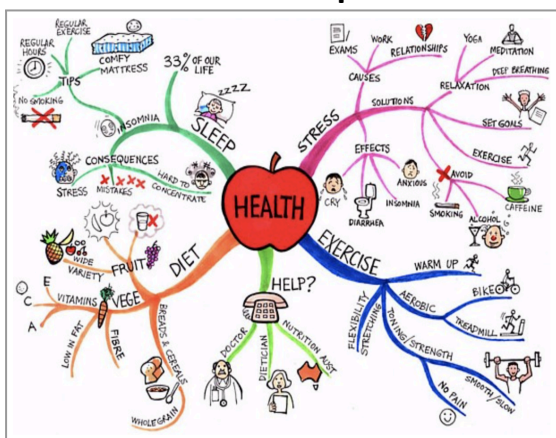 HEALTH
SLEEP
33% OF OUR
LIFE
ZZZZ
INSOMNIA
TIPS
REGULAR
EXERCISE
REGULAR
HOURS
COMFY
MATTRESS
NO SMOKING
CONSEQUENCES
STRESS
MISTAKES
HARD TO
CONCENTRATE
STRESS
CAUSES
EXAMS
WORK
RELATIONSHIPS
SOLUTIONS
RELAXATION
YOGA
MEDITATION
DEEP BREATHING
SET GOALS
EXERCISE
AVOID
SMOKING
ALCOHOL
CAFFEINE
EFFECTS
CRY
DIARRHEA
INSOMNIA
ANXIOUS
EXERCISE
WARM UP
AEROBIC
BIKE
TREADMILL
TONING/STRENGTH
SMOOTH/SLOW
NO PAIN
FLEXIBILITY
STRETCHING
HELP?
DOCTOR
DIETICIAN
NUTRITION AUST
DIET
FRUIT
WIDE
VARIETY
VEGE
VITAMINS
E
C
A
LOW IN FAT
FIBRE
BREADS & CEREALS
WHOLEGRAIN